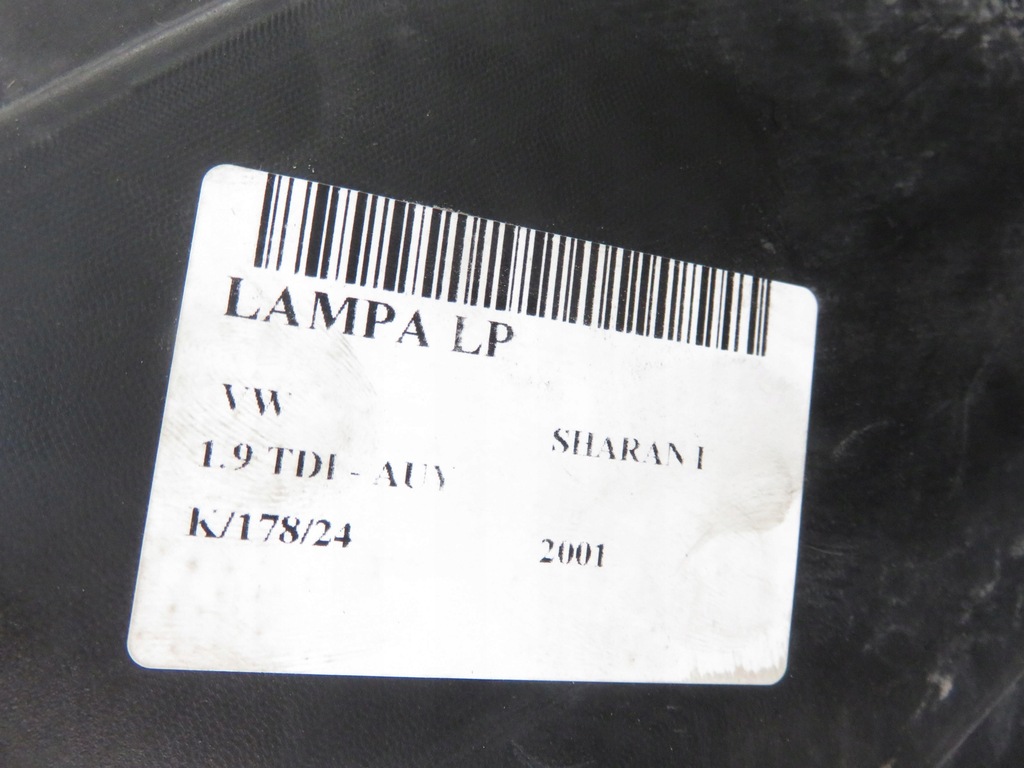 LAMPA LP
VW
SHARAN I
1.9 TDI - AUY
K/178/24
2001